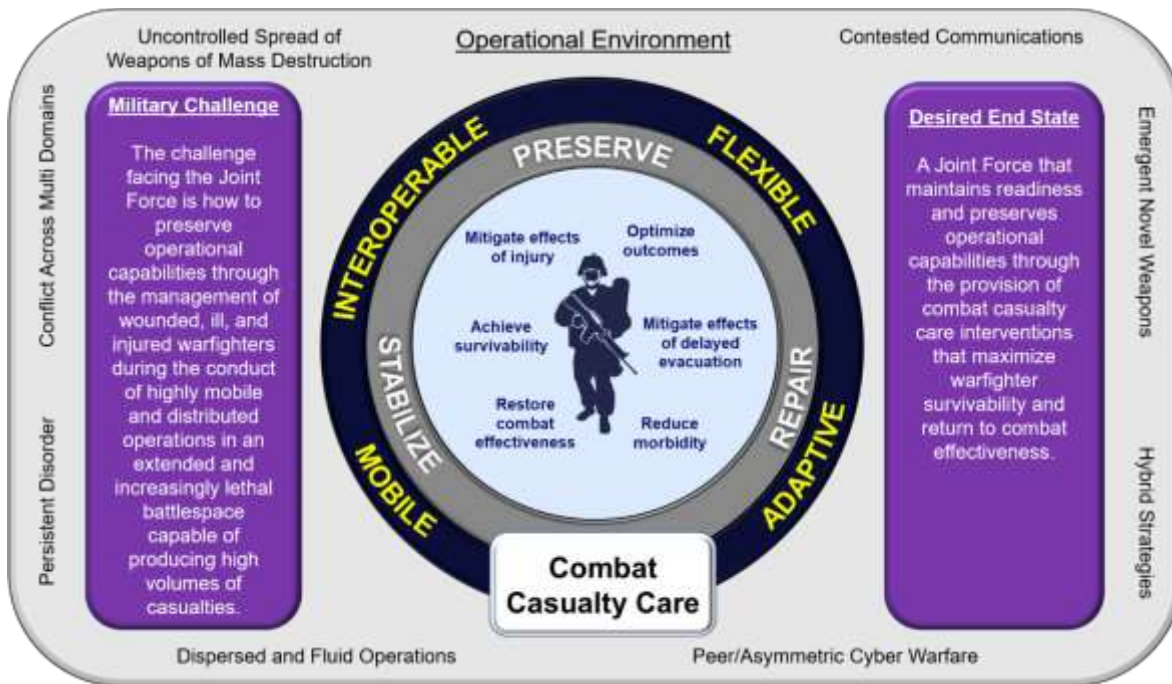 Uncontrolled Spread of
Weapons of Mass Destruction
Operational Environment
Contested Communications
Conflict Across Multi Domains
Persistent Disorder
Military Challenge
The challenge
facing the Joint
Force is how to
preserve
operational
capabilities through
the management of
wounded, ill, and
injured warfighters
during the conduct
of highly mobile
and distributed
operations in an
extended and
increasingly lethal
battlespace
capable of
producing high
volumes of
casualties.
INTEROPERABLE
FLEXIBLE
MOBILE
ADAPTIVE
PRESERVE
STABILIZE
REPAIR
Mitigate effects
of injury
Optimize
outcomes
Achieve
survivability
Mitigate effects
of delayed
evacuation
Restore
combat
effectiveness
Reduce
morbidity
Combat
Casualty Care
Desired End State
A Joint Force that
maintains readiness
and preserves
operational
capabilities through
the provision of
combat casualty
care interventions
that maximize
warfighter
survivability and
return to combat
effectiveness.
Emergent Novel Weapons
Hybrid Strategies
Dispersed and Fluid Operations
Peer/Asymmetric Cyber Warfare